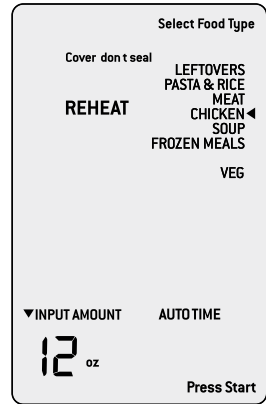 Select Food Type
Cover don t seal
LEFTOVERS
PASTA & RICE
REHEAT
MEAT
CHICKEN
SOUP
FROZEN MEALS
VEG
INPUT AMOUNT
AUTO TIME
12 oz
Press Start